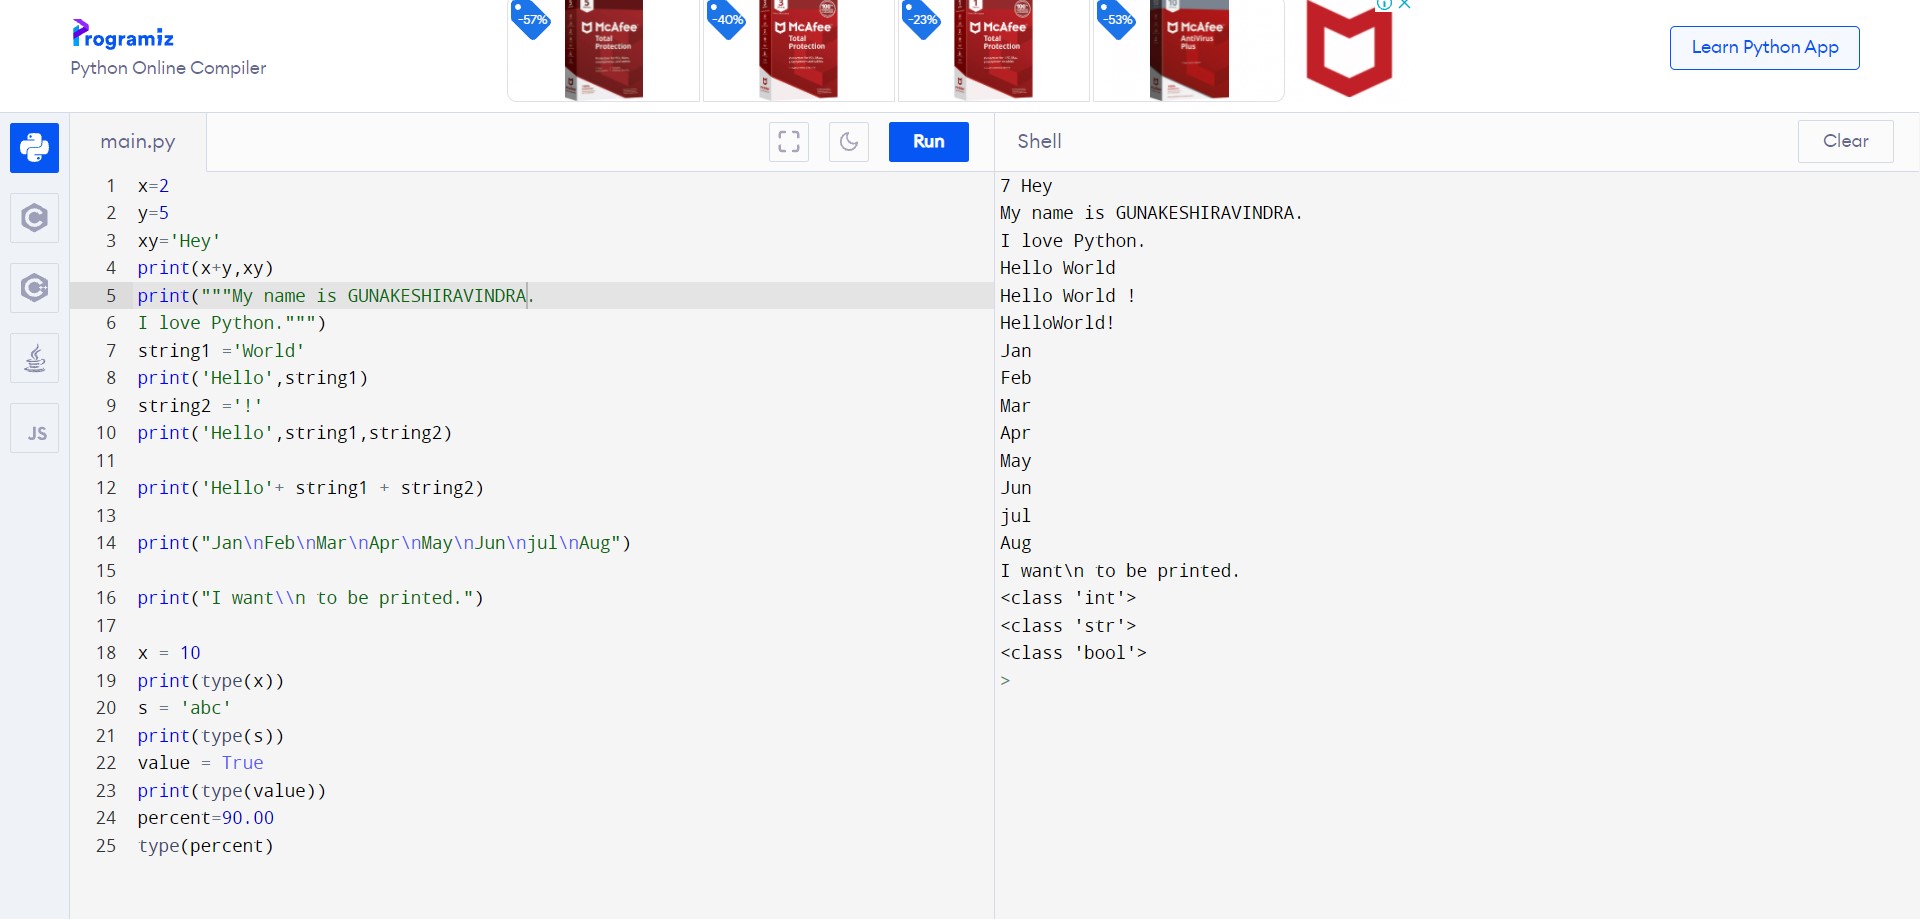 Programiz
Python Online Compiler
-57%
McAfee
Total
Protection
-40%
McAfee
Total
Protection
-23%
McAfee
Total
Protection
-53%
McAfee
AntiVirus
Plus
Learn Python App
main.py
Run
Shell
Clear
1 x=2
2 y=5
3 xy='Hey'
4 print(x+y,xy)
5 print("""My name is GUNAKESHIRAVINDRA.
6 I love Python.""")
7 string1 ='World'
8 print('Hello',string1)
9 string2 ='!'
10 print('Hello',string1,string2)
11
12 print('Hello'+ string1 + string2)
13
14 print("Jan\nFeb\nMar\nApr\nMay\nJun\njul\nAug")
15
16 print("I want\\n to be printed.")
17
18 x = 10
19 print(type(x))
20 s = 'abc'
21 print(type(s))
22 value = True
23 print(type(value))
24 percent=90.00
25 type(percent)
7 Hey
My name is GUNAKESHIRAVINDRA.
I love Python.
Hello World
Hello World !
HelloWorld!
Jan
Feb
Mar
Apr
May
Jun
jul
Aug
I want\n to be printed.
<class 'int'>
<class 'str'>
<class 'bool'>
>
C
C++
JS